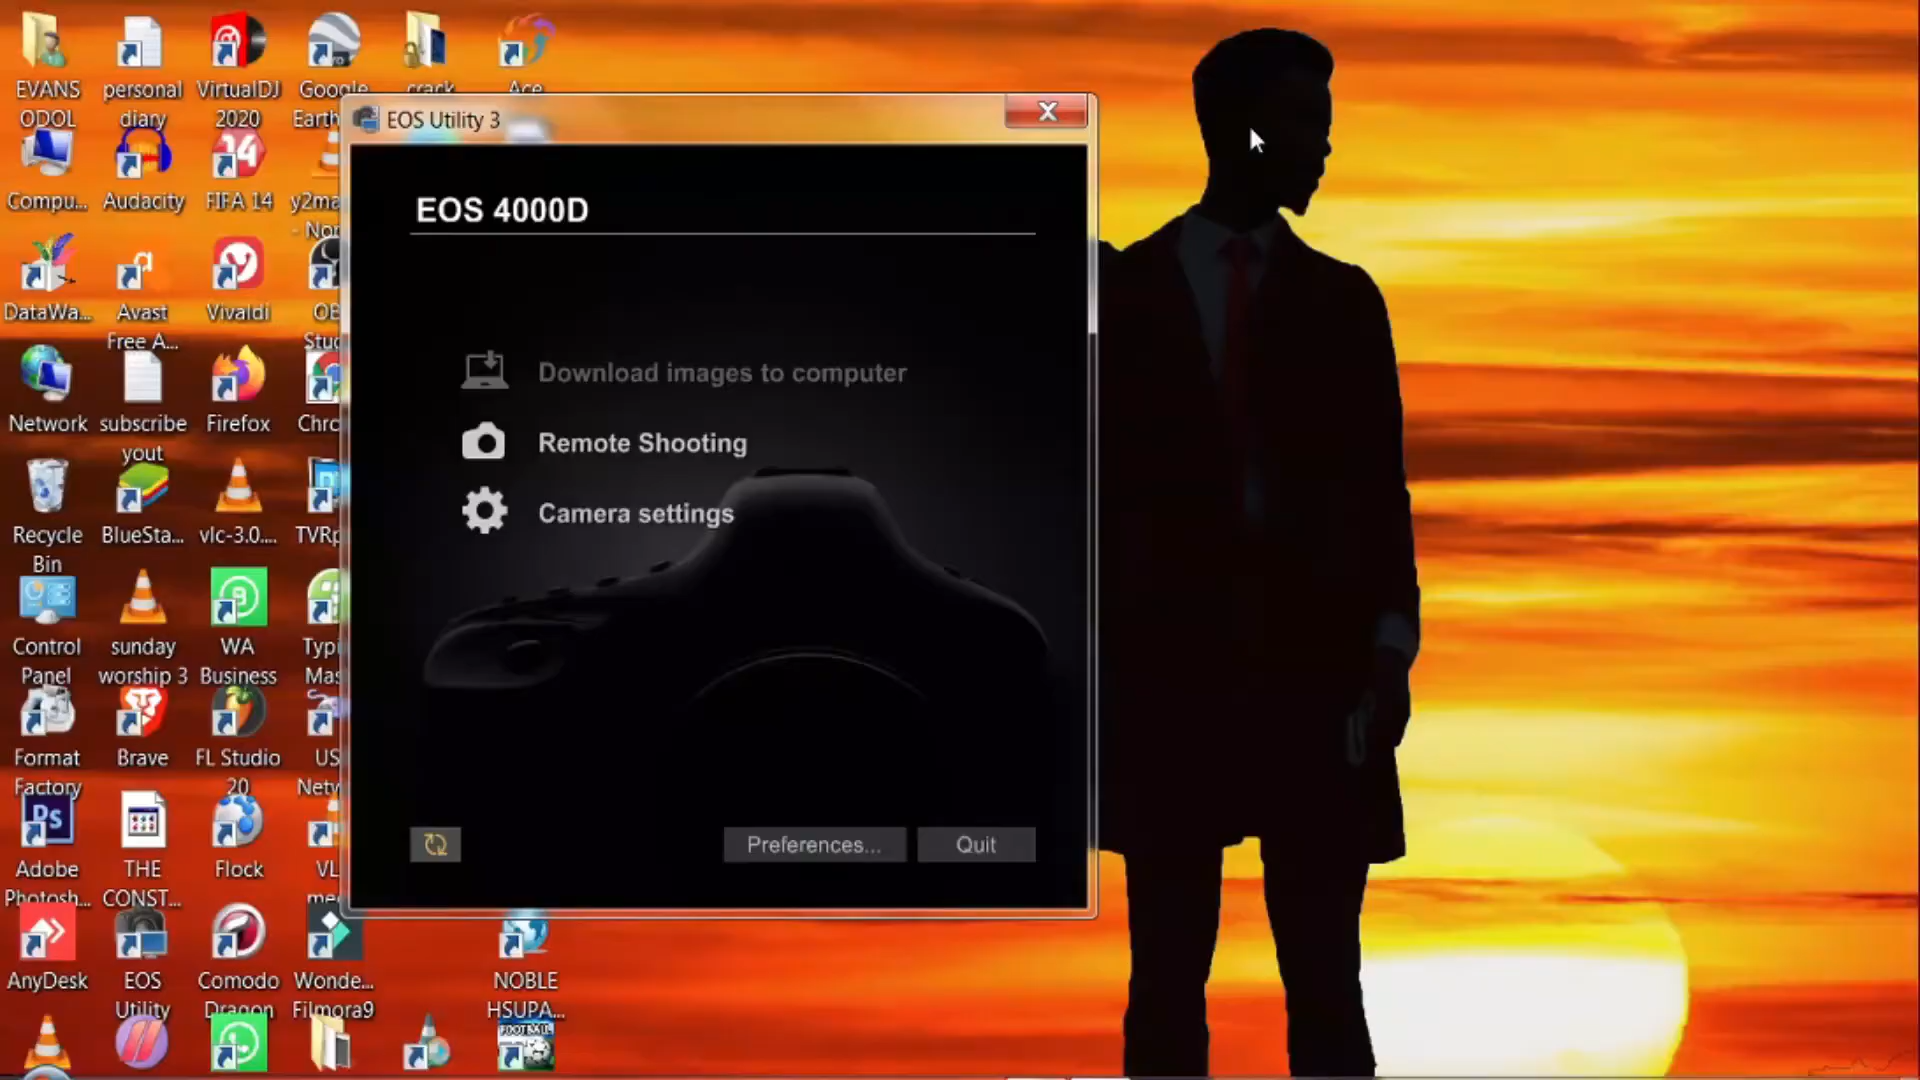 EVANS
ODOL
personal
diary
VirtualDJ
2020
Google
Earth
crack
Ace
EOS Utility 3
EOS 4000D
Download images to computer
Remote Shooting
Camera settings
Preferences...
Quit
Compu...
Audacity
14
FIFA 14
y2ma
- Nor
DataWa...
a
Avast
Free A...
Vivaldi
OB
Stud
Network
subscribe
yout
Firefox
Chro
Recycle
Bin
BlueSta...
vlc-3.0....
TVRp
Control
Panel
sunday
worship 3
WA
Business
Typi
Mas
Format
Factory
Brave
FL Studio
20
US
Netw
Ps
Adobe
Photosh...
THE
CONST...
Flock
VL
me
AnyDesk
EOS
Utility
Comodo
Dragon
Wonde...
Filmora9
NOBLE
HSUPA...
FOOTBALL